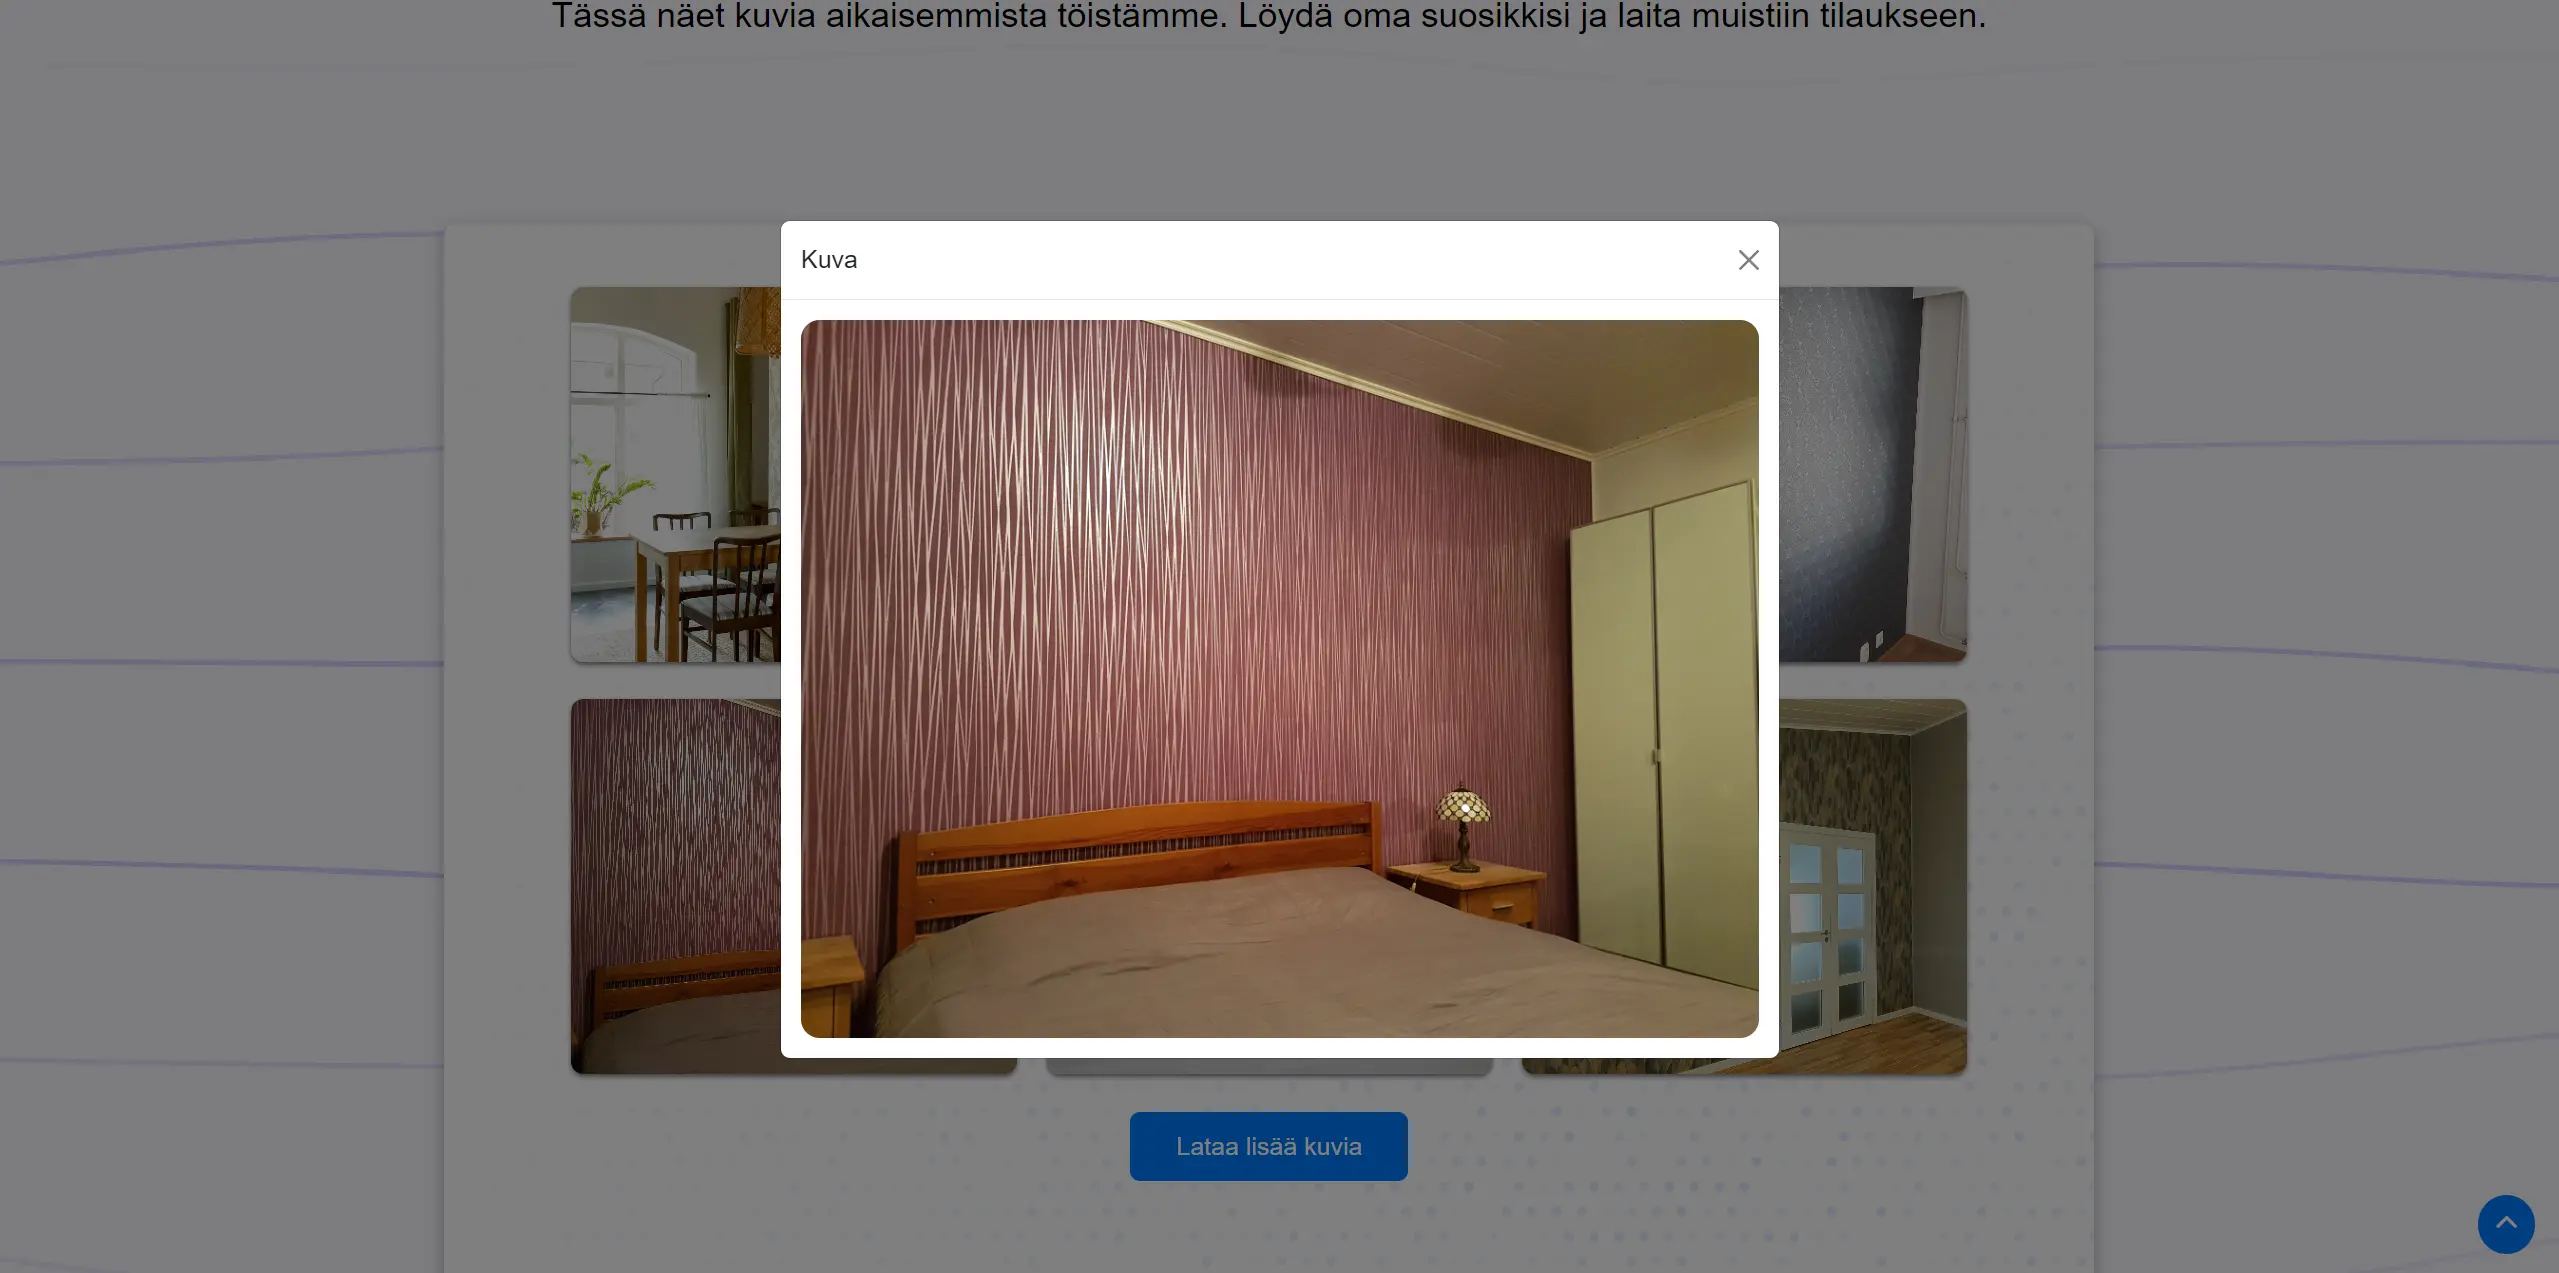 Tässä näet kuvia aikaisemmista töistämme. Löydä oma suosikkisi ja laita muistiin tilaukseen.
Kuva
Lataa lisää kuvia